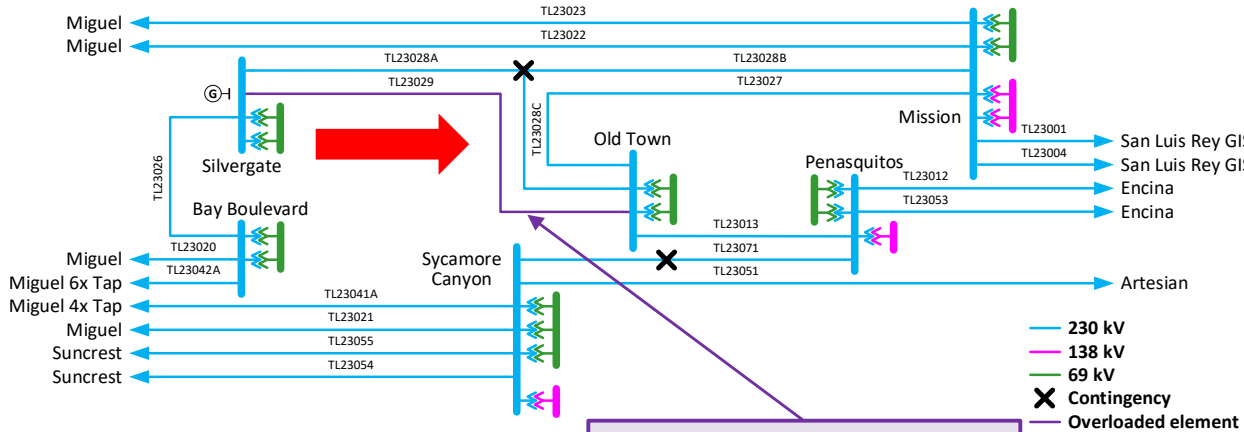 Miguel
TL23023
Miguel
TL23022
TL23028A
TL23028B
TL23029
TL23027
G
TL23028C
Mission
Old Town
Silvergate
Penasquitos
TL23001
San Luis Rey GIS
TL23004
San Luis Rey GIS
TL23012
Encina
TL23053
Encina
TL23026
Bay Boulevard
TL23013
TL23020
Miguel
TL23071
Sycamore
Canyon
TL23042A
TL23051
Miguel 6x Tap
Artesian
TL23041A
Miguel 4x Tap
TL23021
Miguel
TL23055
Suncrest
TL23054
Suncrest
230 kV
138 kV
69 kV
Contingency
Overloaded element